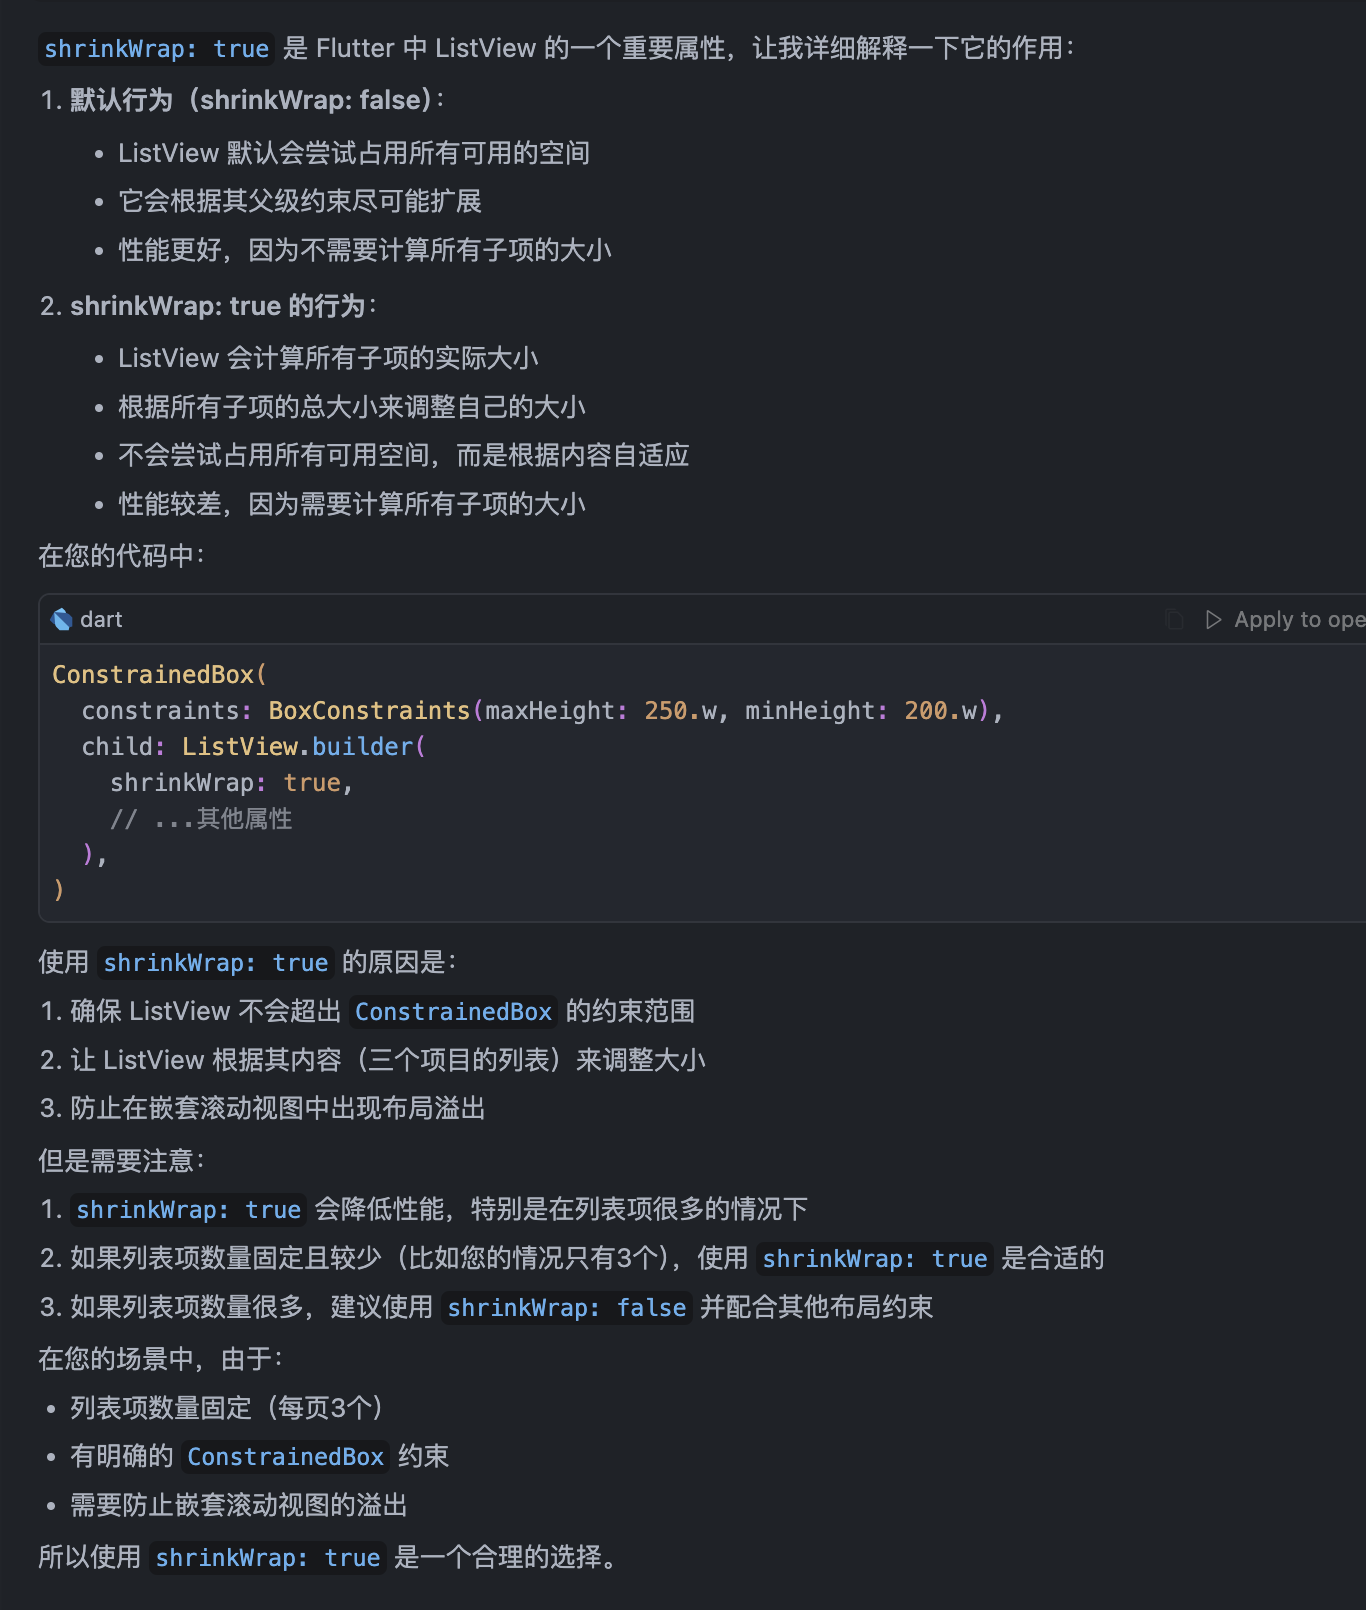 shrinkWrap: true 是 Flutter 中 ListView 的一个重要属性，让我详细解释一下它的作用：
1. 默认行为（shrinkWrap: false）：
• ListView 默认会尝试占用所有可用的空间
• 它会根据其父级约束尽可能扩展
• 性能更好，因为不需要计算所有子项的大小
2. shrinkWrap: true 的行为：
• ListView 会计算所有子项的实际大小
• 根据所有子项的总大小来调整自己的大小
• 不会尝试占用所有可用空间，而是根据内容自适应
• 性能较差，因为需要计算所有子项的大小
在您的代码中：
dart
Apply to ope
ConstrainedBox(
  constraints: BoxConstraints(maxHeight: 250.w, minHeight: 200.w),
  child: ListView.builder(
    shrinkWrap: true,
    // ...其他属性
  ),
)
使用 shrinkWrap: true 的原因是：
1. 确保 ListView 不会超出 ConstrainedBox 的约束范围
2. 让 ListView 根据其内容（三个项目的列表）来调整大小
3. 防止在嵌套滚动视图中出现布局溢出
但是需要注意：
1. shrinkWrap: true 会降低性能，特别是在列表项很多的情况下
2. 如果列表项数量固定且较少（比如您的情况只有3个），使用 shrinkWrap: true 是合适的
3. 如果列表项数量很多，建议使用 shrinkWrap: false 并配合其他布局约束
在您的场景中，由于：
• 列表项数量固定（每页3个）
• 有明确的 ConstrainedBox 约束
• 需要防止嵌套滚动视图的溢出
所以使用 shrinkWrap: true 是一个合理的选择。